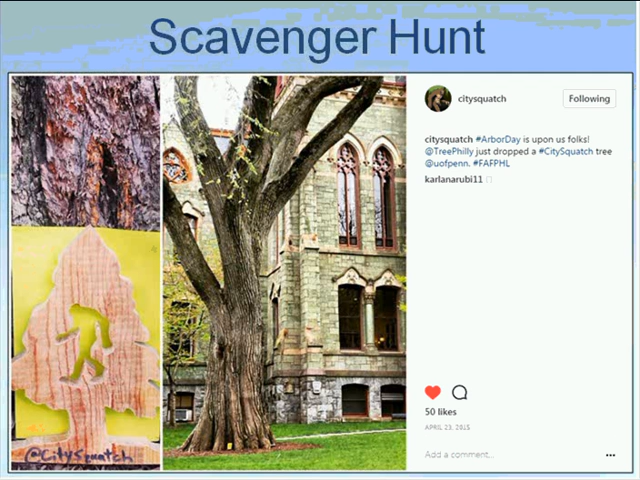 Scavenger Hunt
citysquatch
Following
citysquatch #ArborDay is upon us folks!
@TreePhilly just dropped a #CitySquatch tree
@uofpenn. #FAFPHL
karlanarubi11
50 likes
APRIL 23, 2015
Add a comment...
@CitySquatch